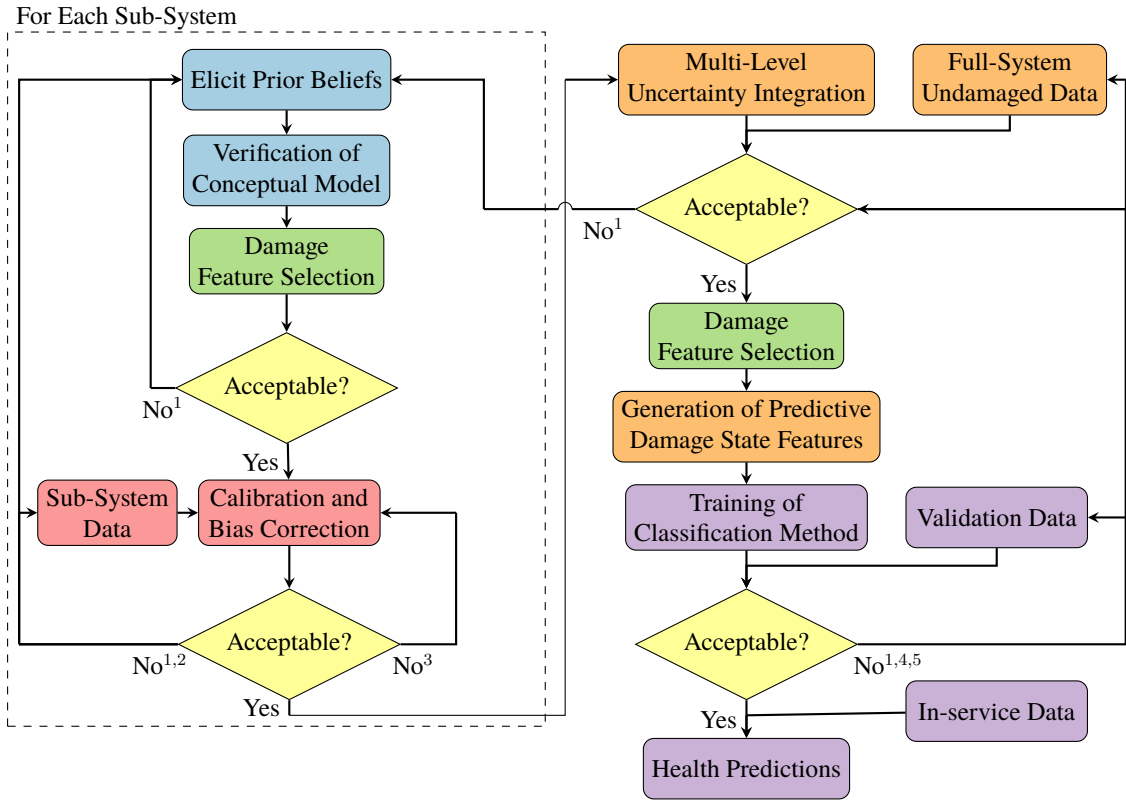 For Each Sub-System
Elicit Prior Beliefs
Verification of
Conceptual Model
Damage
Feature Selection
Acceptable?
No¹
Yes
Sub-System
Data
Calibration and
Bias Correction
Acceptable?
No¹,²
No³
Yes
Multi-Level
Uncertainty Integration
Full-System
Undamaged Data
Acceptable?
No¹
Yes
Damage
Feature Selection
Generation of Predictive
Damage State Features
Training of
Classification Method
Validation Data
Acceptable?
No¹,⁴,⁵
Yes
In-service Data
Health Predictions